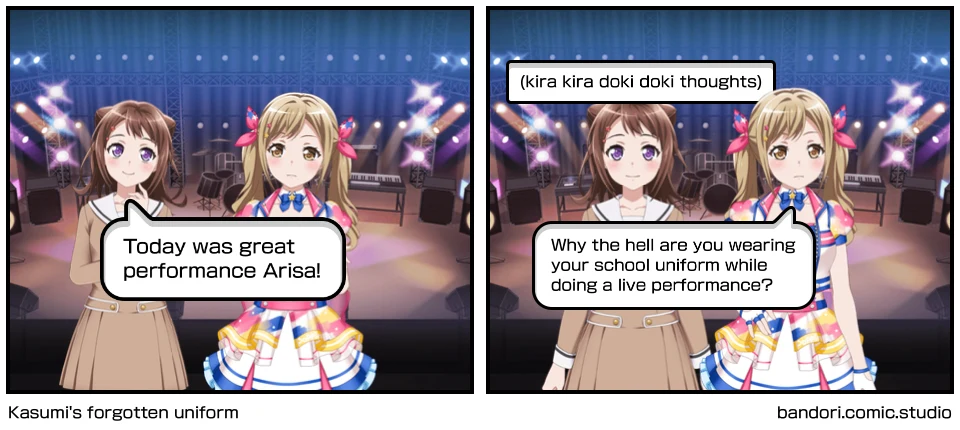 Today was great
performance Arisa!
(kira kira doki doki thoughts)
Why the hell are you wearing
your school uniform while
doing a live performance?
Kasumi's forgotten uniform
bandori.comic.studio